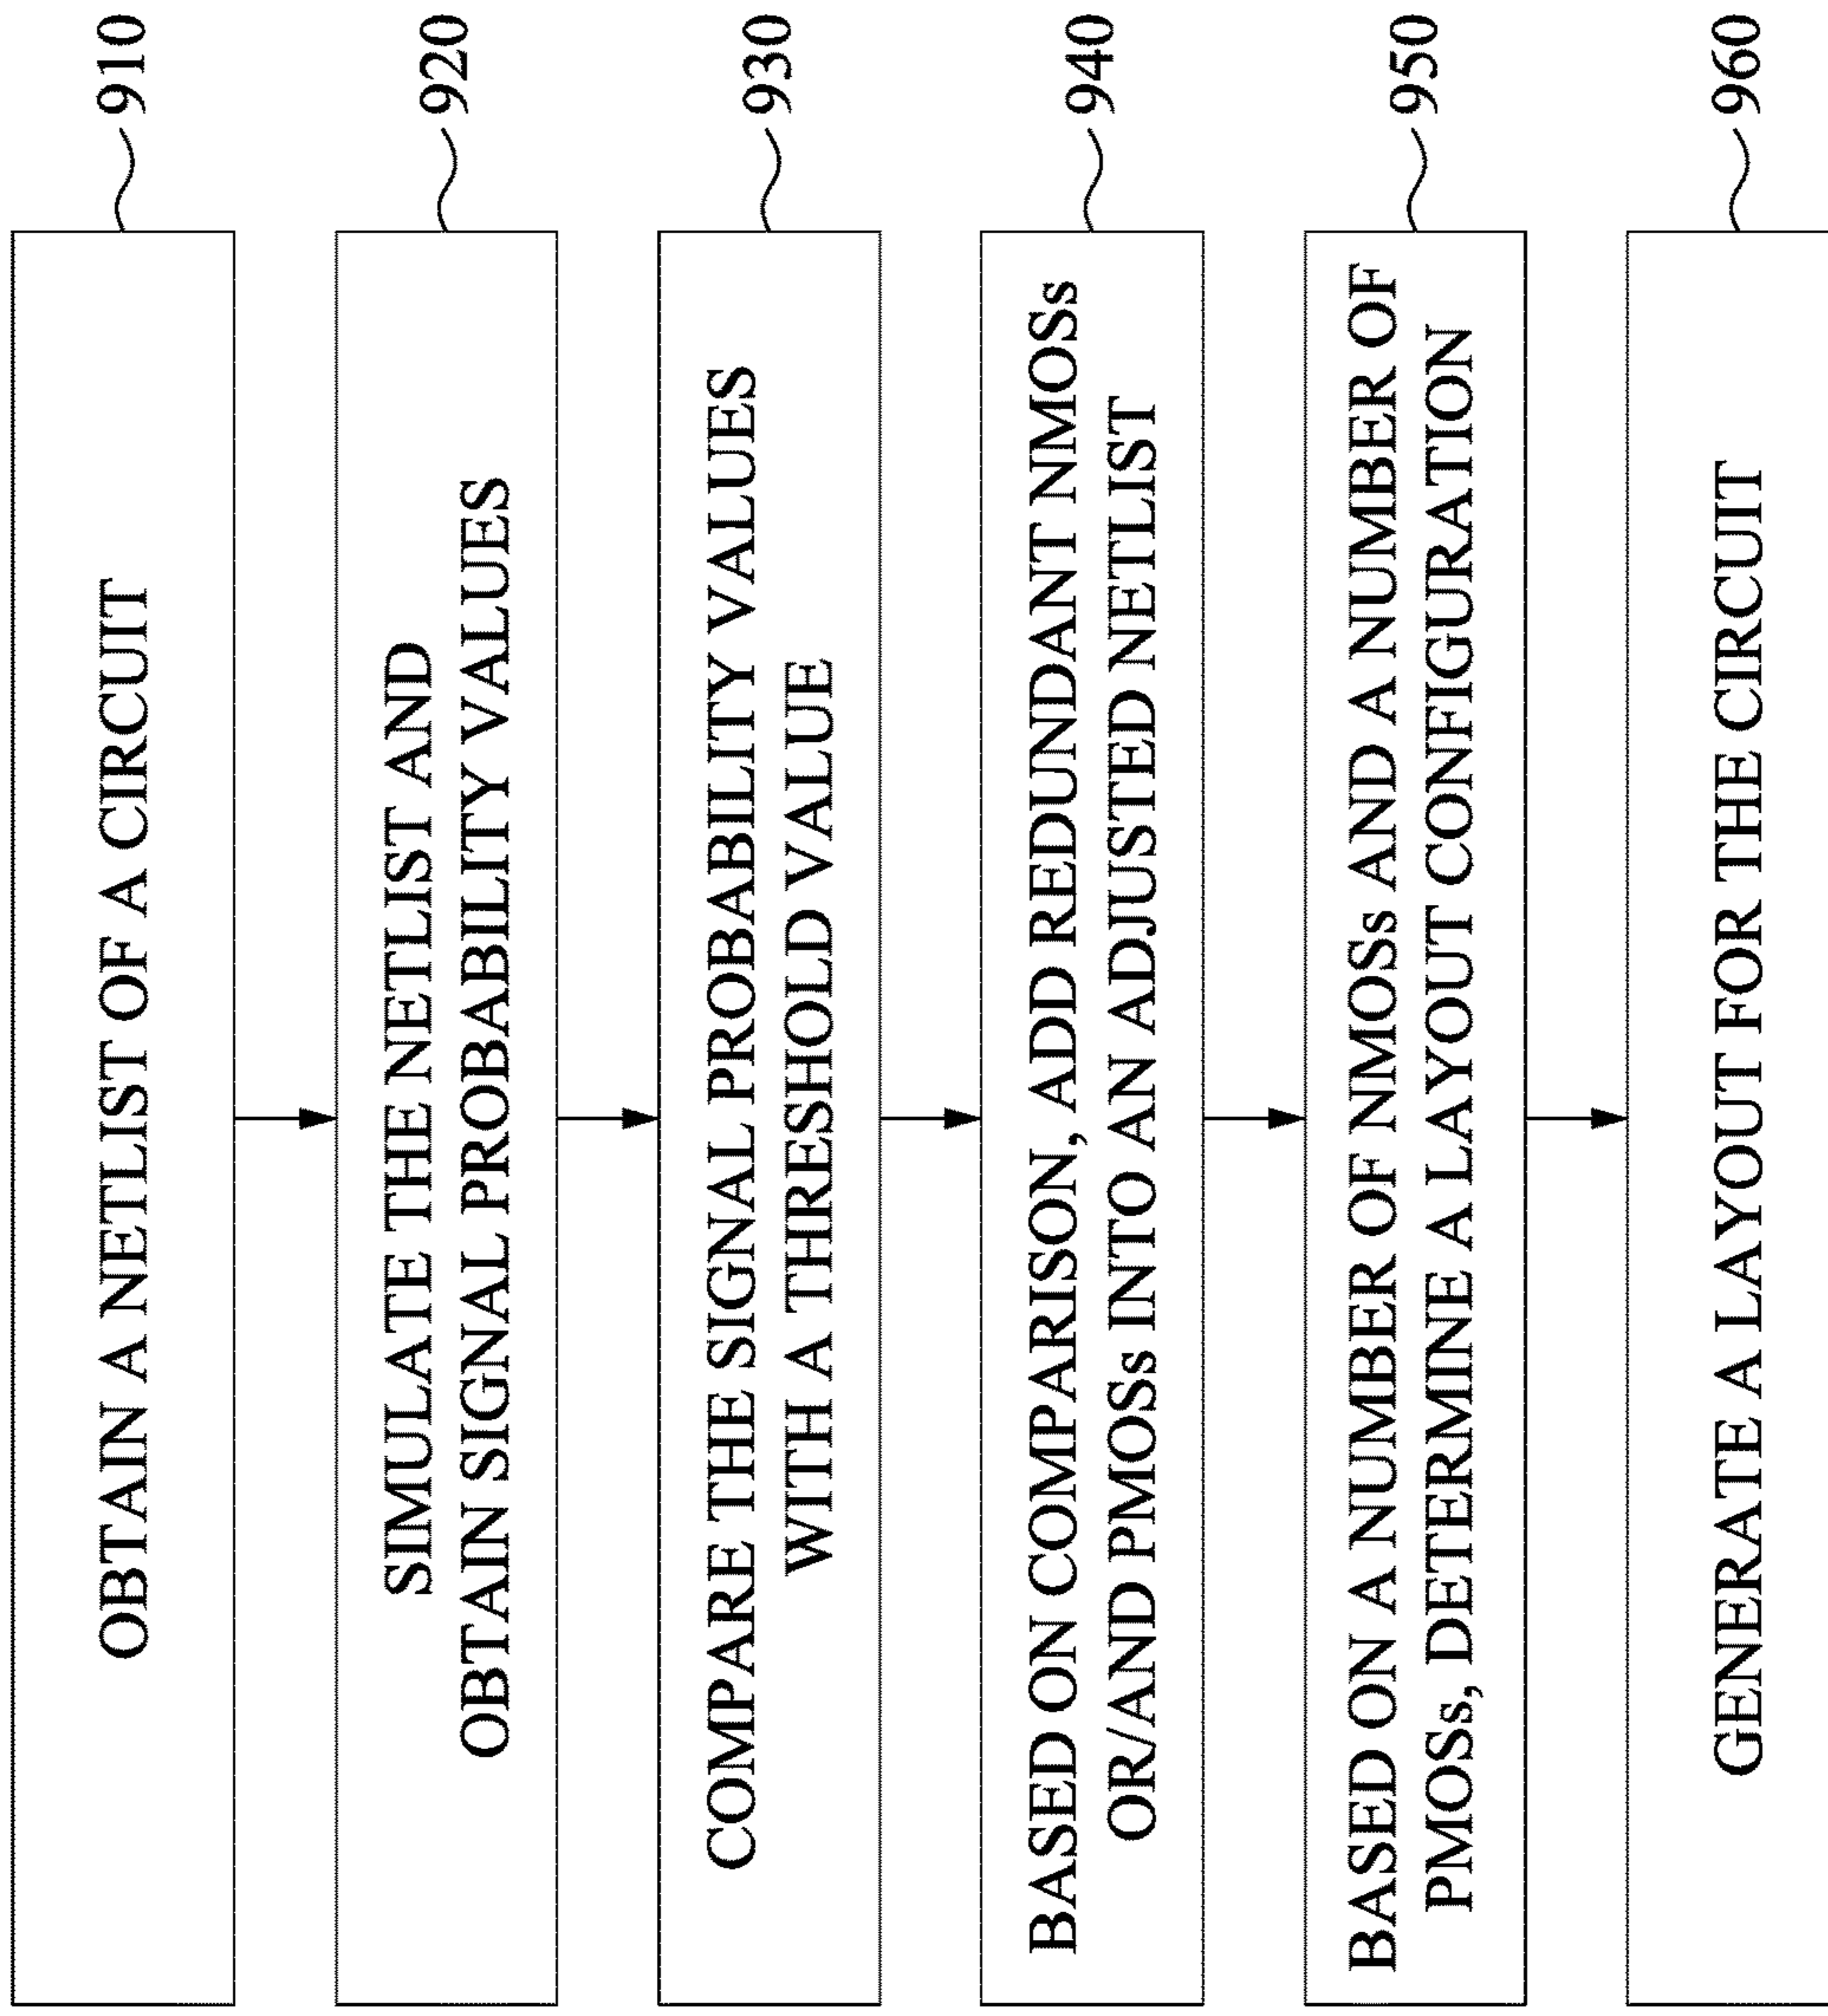 OBTAIN A NETLIST OF A CIRCUIT
910
SIMULATE THE NETLIST AND
OBTAIN SIGNAL PROBABILITY VALUES
920
COMPARE THE SIGNAL PROBABILITY VALUES
WITH A THRESHOLD VALUE
930
BASED ON COMPARISON, ADD REDUNDANT NMOSs
OR/AND PMOSs INTO AN ADJUSTED NETLIST
940
BASED ON A NUMBER OF NMOSs AND A NUMBER OF
PMOSs, DETERMINE A LAYOUT CONFIGURATION
950
GENERATE A LAYOUT FOR THE CIRCUIT
960